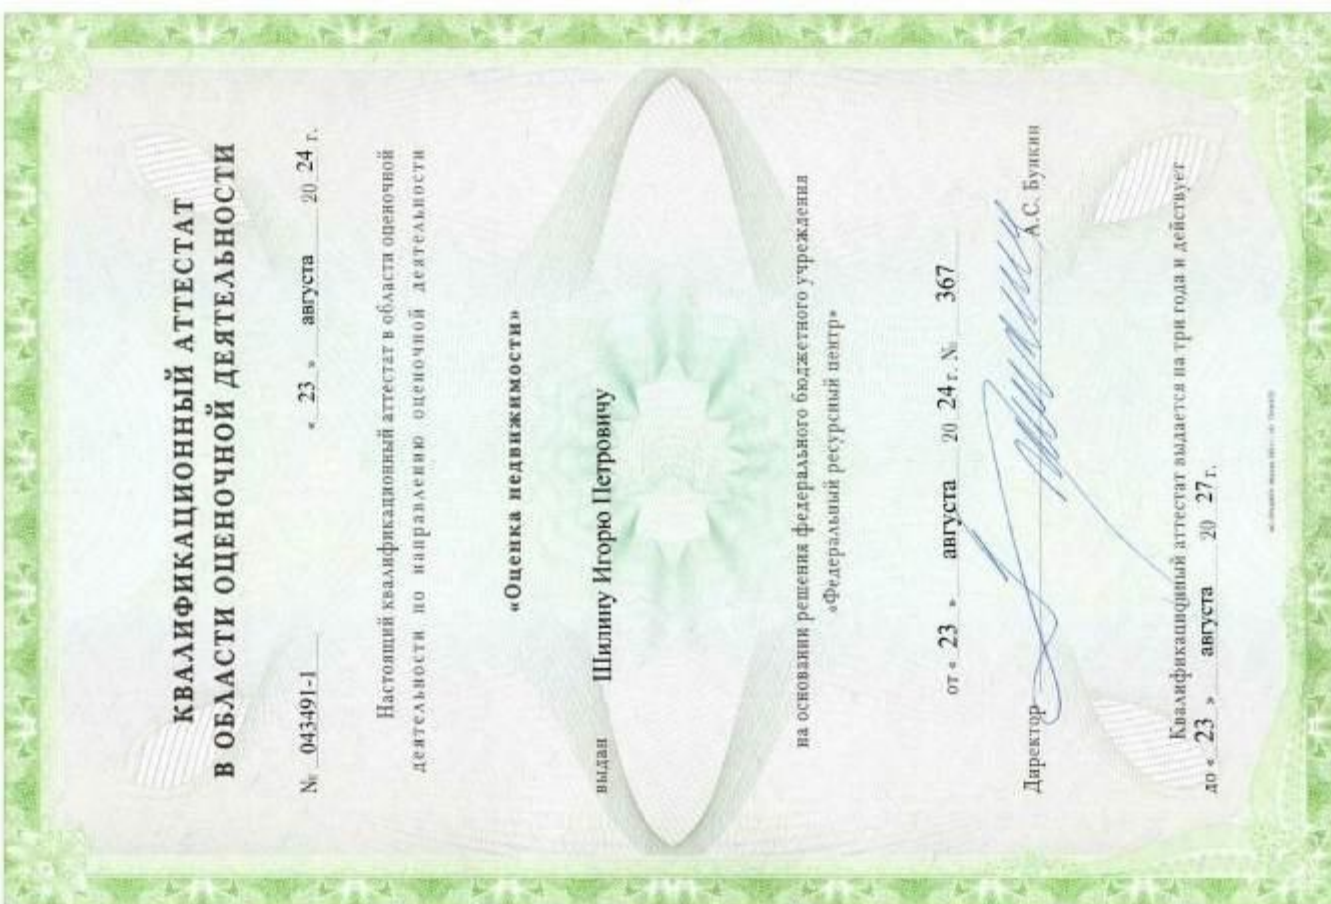 КВАЛИФИКАЦИОННЫЙ АТТЕСТАТ
В ОБЛАСТИ ОЦЕНОЧНОЙ ДЕЯТЕЛЬНОСТИ
№ 043491-1 « 23 » августа 20 24 г.
Настоящий квалификационный аттестат в области оценочной
деятельности по направлению оценочной деятельности
«Оценка недвижимости»
выдан Шилину Игорю Петровичу
на основании решения федерального бюджетного учреждения
«Федеральный ресурсный центр»
от « 23 » августа 20 24 г. № 367
Директор А.С. Бункин
Квалификационный аттестат выдается на три года и действует
до « 23 » августа 20 27 г.